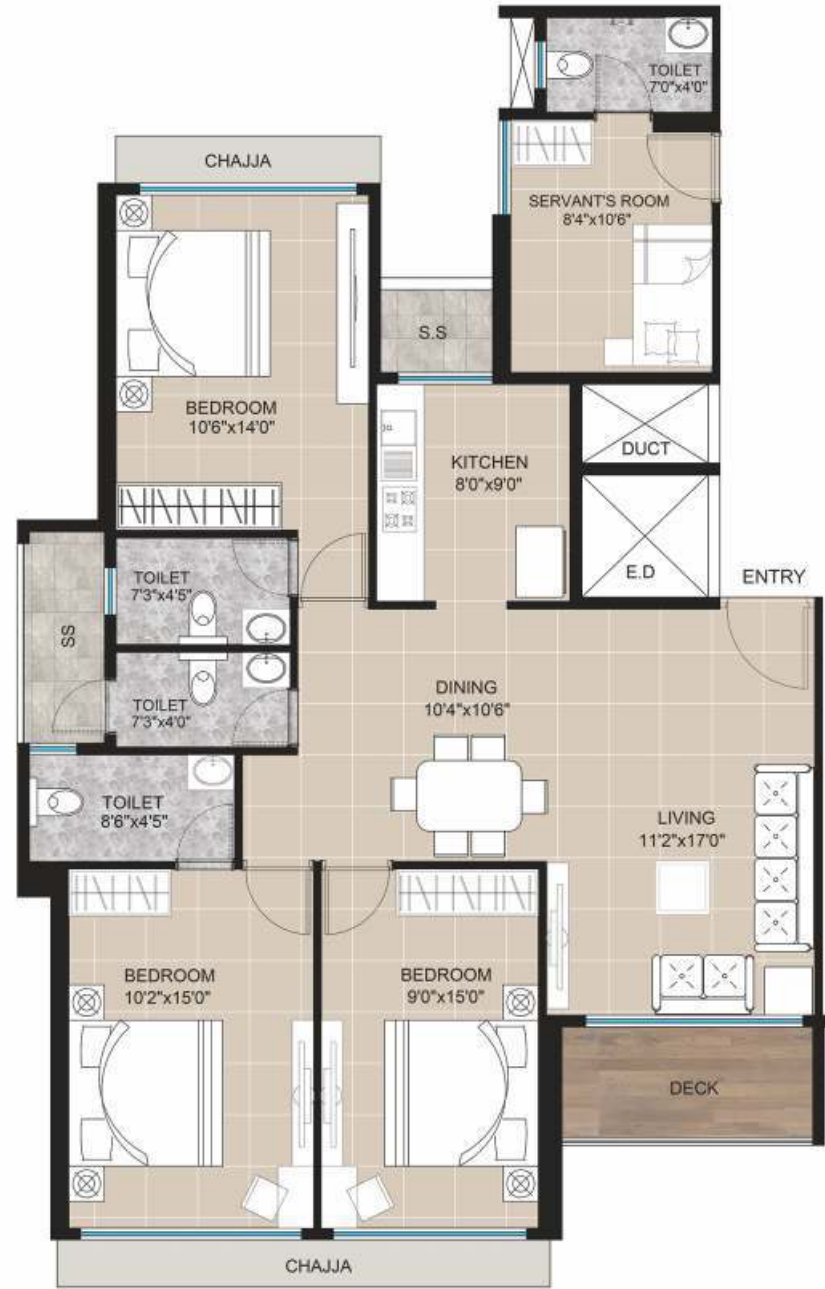 TOILET
7'0"x4'0"
CHAJJA
SERVANT'S ROOM
8'4"x10'6"
S.S
BEDROOM
10'6"x14'0"
KITCHEN
8'0"x9'0"
DUCT
E.D
ENTRY
TOILET
7'3"x4'5"
SS
TOILET
7'3"x4'0"
DINING
10'4"x10'6"
TOILET
8'6"x4'5"
LIVING
11'2"x17'0"
BEDROOM
10'2"x15'0"
BEDROOM
9'0"x15'0"
DECK
CHAJJA